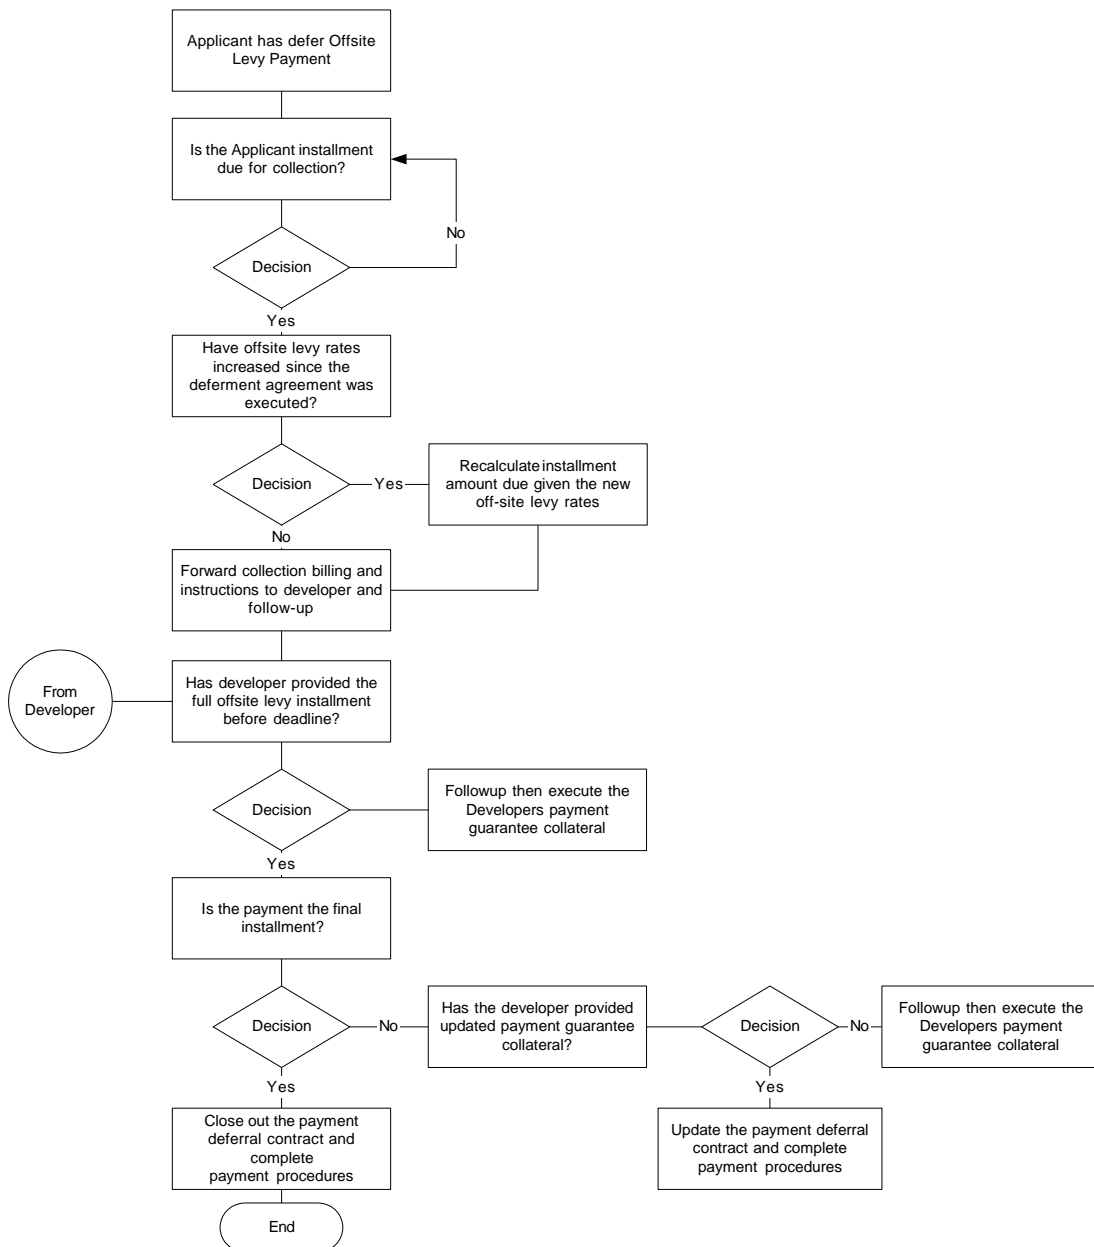 Applicant has defer Offsite
Levy Payment
Is the Applicant installment
due for collection?
No
Decision
Yes
Have offsite levy rates
increased since the
deferment agreement was
executed?
Decision
Yes
Recalculate installment
amount due given the new
off-site levy rates
No
Forward collection billing and
instructions to developer and
follow-up
From
Developer
Has developer provided the
full offsite levy installment
before deadline?
Decision
Followup then execute the
Developers payment
guarantee collateral
Yes
Is the payment the final
installment?
Decision
No
Has the developer provided
updated payment guarantee
collateral?
Decision
No
Followup then execute the
Developers payment
guarantee collateral
Yes
Yes
Close out the payment
deferral contract and
complete
payment procedures
Update the payment deferral
contract and complete
payment procedures
End